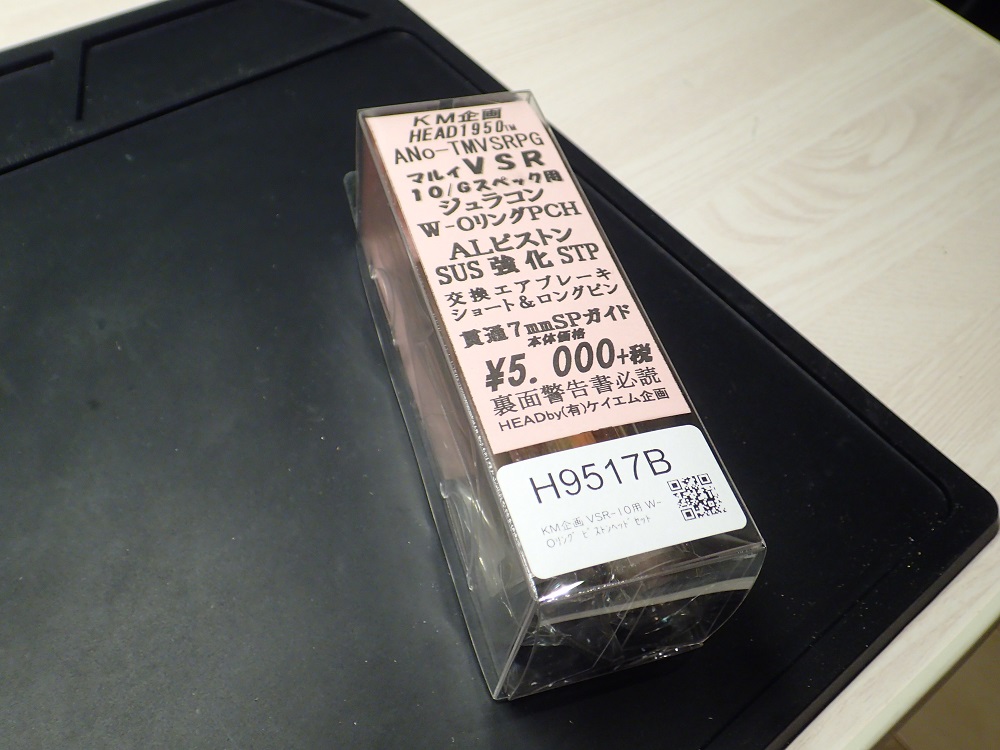 KM企画
HEAD1950TM
ANo-TMVSRPG
マルイVSR
10/Gスペック用
ジュラコン
W-OリングPCH
ALピストン
SUS強化STP
交換エアブレーキ
ショート&ロングピン
貫通7mmSPガイド
本体価格
¥5.000+税
裏面警告書必読
HEADby(有)ケイエム企画
H9517B
KM企画 VSR-10用 W-
Oリング ピストンヘッドセット